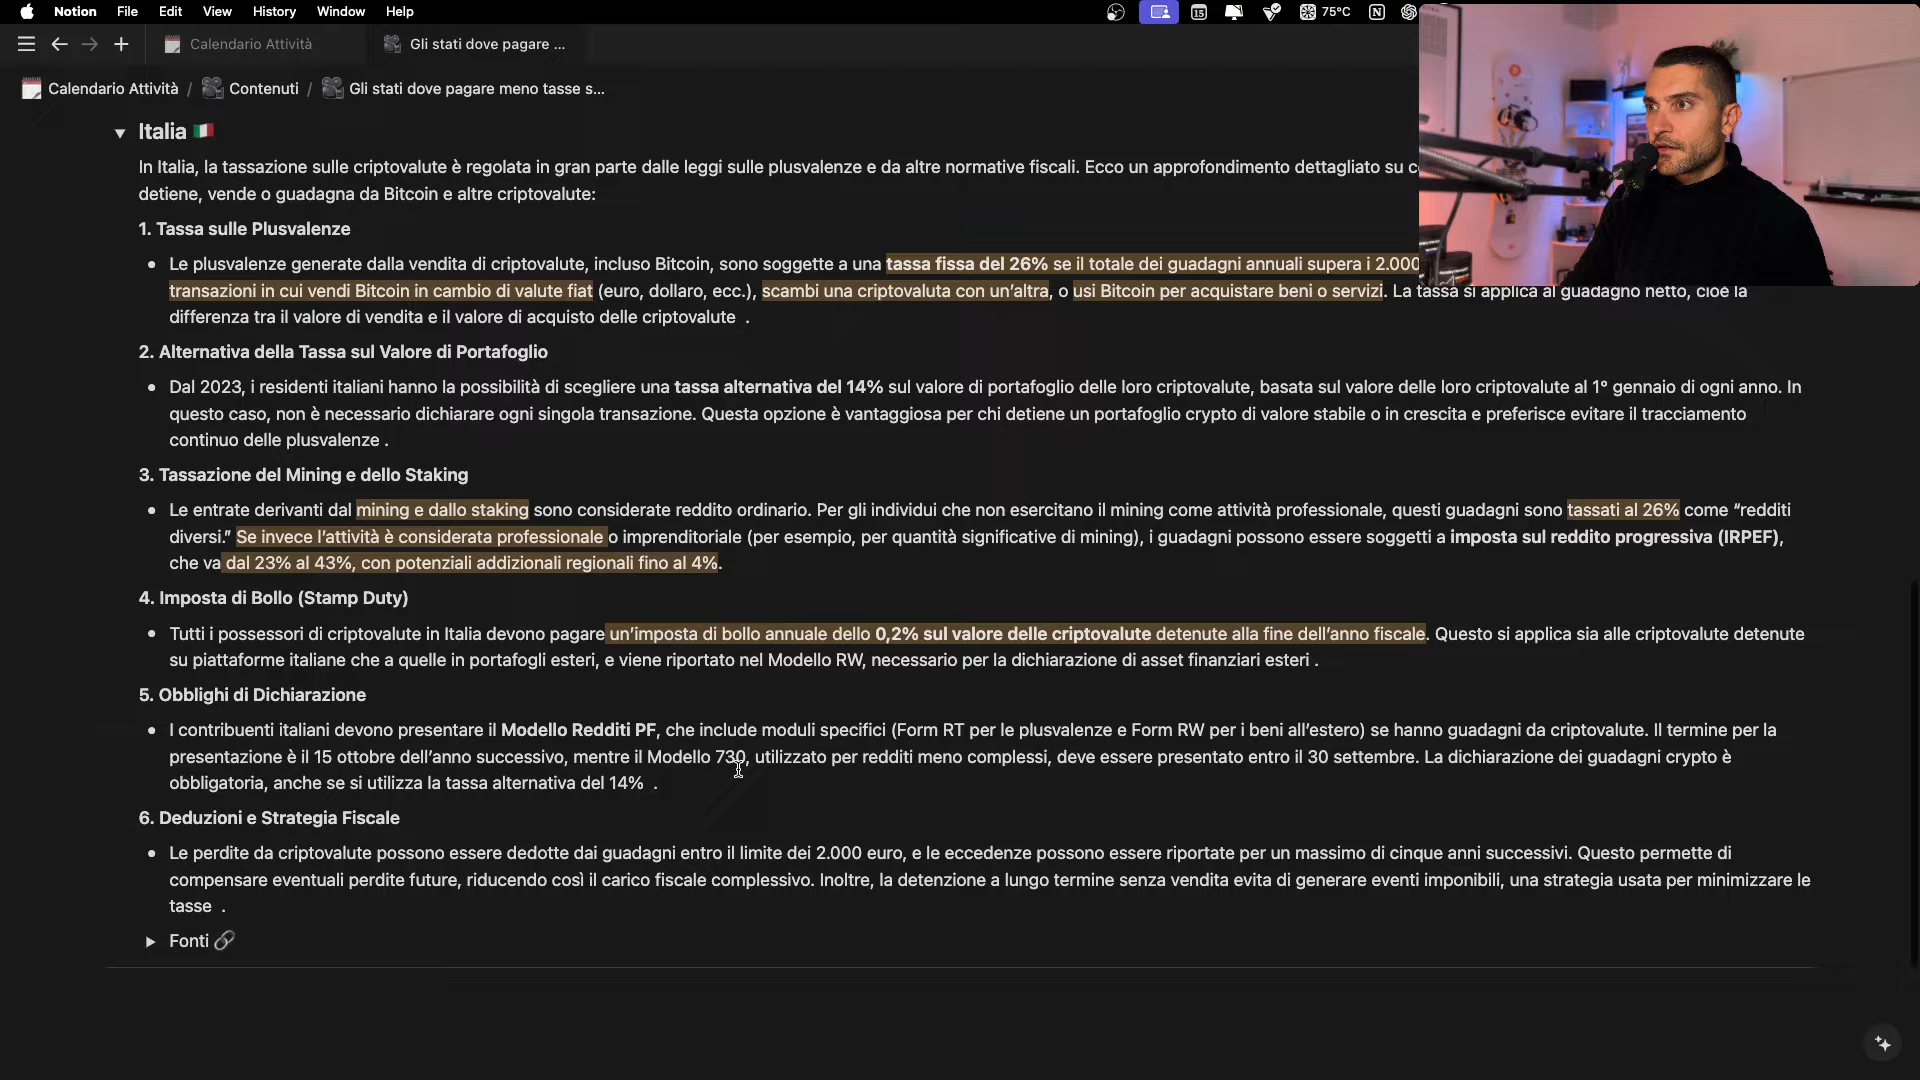 Notion File Edit View History Window Help 15 75°C
Calendario Attività Gli stati dove pagare ...
Calendario Attività / Contenuti / Gli stati dove pagare meno tasse s...
Italia
In Italia, la tassazione sulle criptovalute è regolata in gran parte dalle leggi sulle plusvalenze e da altre normative fiscali. Ecco un approfondimento dettagliato su
detiene, vende o guadagna da Bitcoin e altre criptovalute:
1. Tassa sulle Plusvalenze
• Le plusvalenze generate dalla vendita di criptovalute, incluso Bitcoin, sono soggette a una tassa fissa del 26% se il totale dei guadagni annuali supera i 2.000
transazioni in cui vendi Bitcoin in cambio di valute fiat (euro, dollaro, ecc.), scambi una criptovaluta con un’altra, o usi Bitcoin per acquistare beni o servizi. La tassa si applica al guadagno netto, cioè la
differenza tra il valore di vendita e il valore di acquisto delle criptovalute .
2. Alternativa della Tassa sul Valore di Portafoglio
• Dal 2023, i residenti italiani hanno la possibilità di scegliere una tassa alternativa del 14% sul valore di portafoglio delle loro criptovalute, basata sul valore delle loro criptovalute al 1° gennaio di ogni anno. In
questo caso, non è necessario dichiarare ogni singola transazione. Questa opzione è vantaggiosa per chi detiene un portafoglio crypto di valore stabile o in crescita e preferisce evitare il tracciamento
continuo delle plusvalenze .
3. Tassazione del Mining e dello Staking
• Le entrate derivanti dal mining e dallo staking sono considerate reddito ordinario. Per gli individui che non esercitano il mining come attività professionale, questi guadagni sono tassati al 26% come “redditi
diversi.” Se invece l’attività è considerata professionale o imprenditoriale (per esempio, per quantità significative di mining), i guadagni possono essere soggetti a imposta sul reddito progressiva (IRPEF),
che va dal 23% al 43%, con potenziali addizionali regionali fino al 4%.
4. Imposta di Bollo (Stamp Duty)
• Tutti i possessori di criptovalute in Italia devono pagare un’imposta di bollo annuale dello 0,2% sul valore delle criptovalute detenute alla fine dell’anno fiscale. Questo si applica sia alle criptovalute detenute
su piattaforme italiane che a quelle in portafogli esteri, e viene riportato nel Modello RW, necessario per la dichiarazione di asset finanziari esteri .
5. Obblighi di Dichiarazione
• I contribuenti italiani devono presentare il Modello Redditi PF, che include moduli specifici (Form RT per le plusvalenze e Form RW per i beni all’estero) se hanno guadagni da criptovalute. Il termine per la
presentazione è il 15 ottobre dell’anno successivo, mentre il Modello 730, utilizzato per redditi meno complessi, deve essere presentato entro il 30 settembre. La dichiarazione dei guadagni crypto è
obbligatoria, anche se si utilizza la tassa alternativa del 14% .
6. Deduzioni e Strategia Fiscale
• Le perdite da criptovalute possono essere dedotte dai guadagni entro il limite dei 2.000 euro, e le eccedenze possono essere riportate per un massimo di cinque anni successivi. Questo permette di
compensare eventuali perdite future, riducendo così il carico fiscale complessivo. Inoltre, la detenzione a lungo termine senza vendita evita di generare eventi imponibili, una strategia usata per minimizzare le
tasse .
Fonti